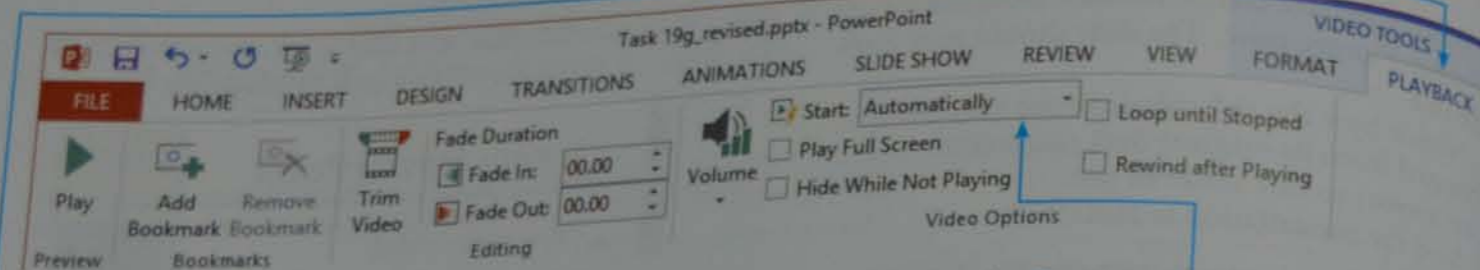 Task 19g_revised.pptx - PowerPoint
VIDEO TOOLS
FILE HOME INSERT DESIGN TRANSITIONS ANIMATIONS SLIDE SHOW REVIEW VIEW FORMAT PLAYBACK
Fade Duration
Start: Automatically
Loop until Stopped
Fade In: 00.00
Play Full Screen
Rewind after Playing
Fade Out: 00.00
Hide While Not Playing
Play
Add Bookmark
Remove Bookmark
Trim Video
Volume
Preview
Bookmarks
Editing
Video Options